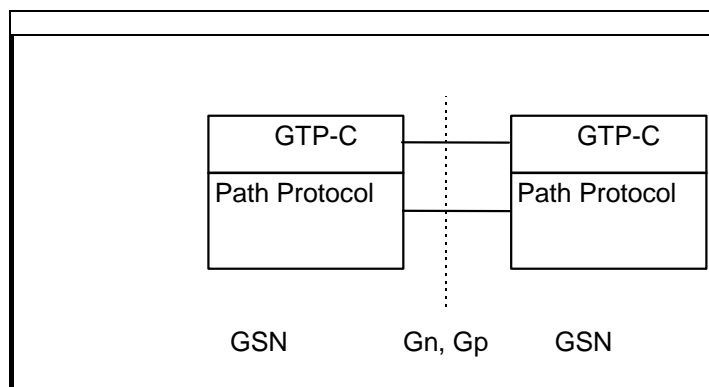 GTP-C GTP-C
Path Protocol Path Protocol
GSN Gn, Gp GSN